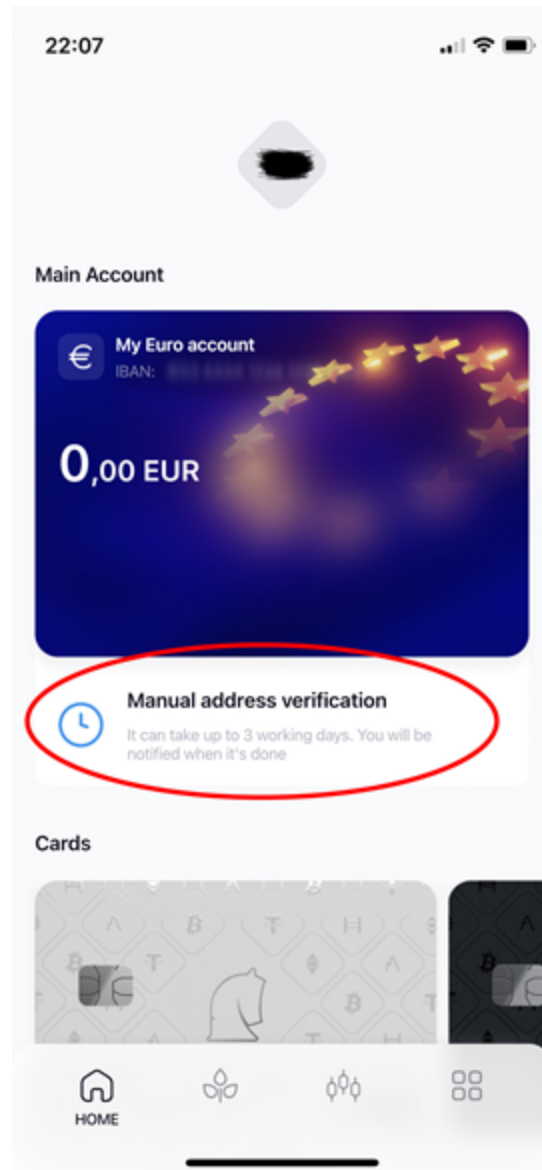 22:07
Main Account
€
My Euro account
IBAN:
0,00 EUR
Manual address verification
It can take up to 3 working days. You will be
notified when it's done
Cards
HOME